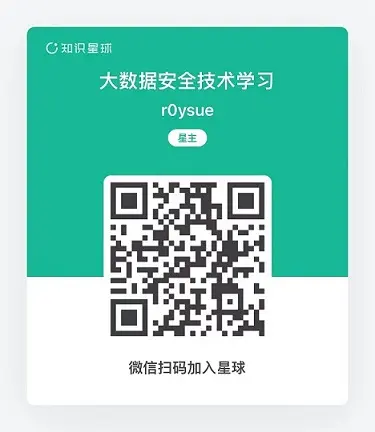 知识星球
大数据安全技术学习
r0ysue
星主
微信扫码加入星球